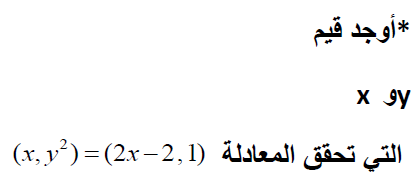 *أوجد قيم
x وy
التي تحقق المعادلة (x, y²) = (2x − 2, 1)